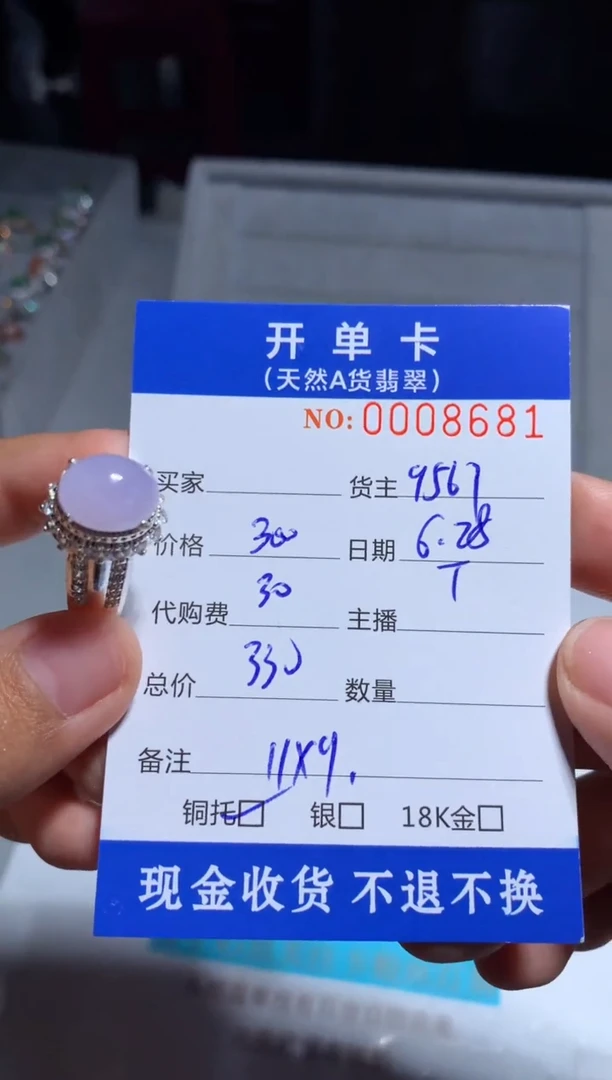 开单卡
(天然A货翡翠)
NO: 0008681
买家 货主 9567
价格 300 日期 6.28
T
代购费 30 主播
总价 330 数量
备注 11X9.
铜托☑ 银□ 18K金□
现金收货 不退不换